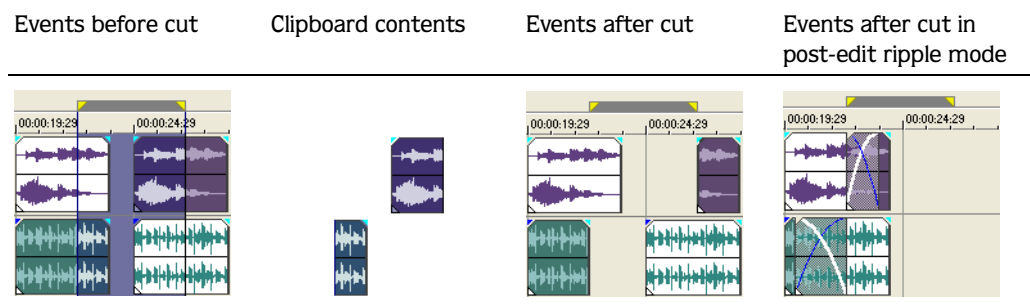 Events before cut
Clipboard contents
Events after cut
Events after cut in
post-edit ripple mode
00:00:19:29 00:00:24:29
00:00:19:29 00:00:24:29
00:00:19:29 00:00:24:29